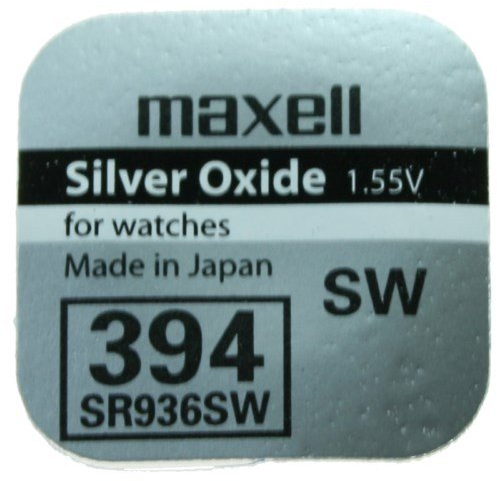 maxell
Silver Oxide 1.55V
for watches
Made in Japan
SW
394
SR936SW